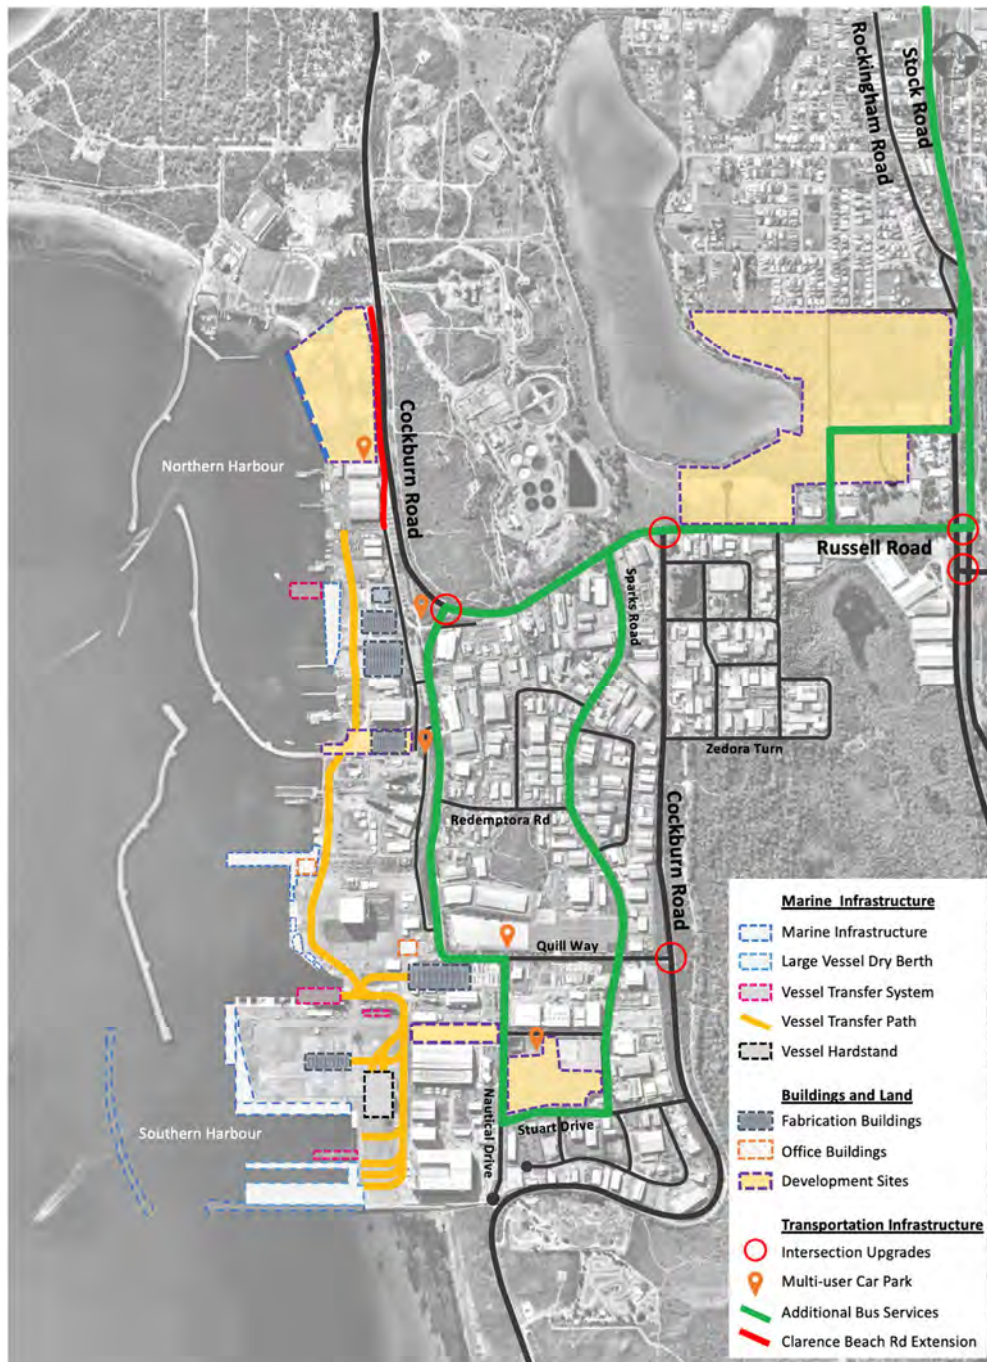 Rockingham Road
Stock Road
Cockburn Road
Northern Harbour
Russell Road
Sparks Road
Zedora Turn
Redemptora Rd
Cockburn Road
Quill Way
Nautical Drive
Stuart Drive
Southern Harbour
Marine Infrastructure
Marine Infrastructure
Large Vessel Dry Berth
Vessel Transfer System
Vessel Transfer Path
Vessel Hardstand
Buildings and Land
Fabrication Buildings
Office Buildings
Development Sites
Transportation Infrastructure
Intersection Upgrades
Multi-user Car Park
Additional Bus Services
Clarence Beach Rd Extension